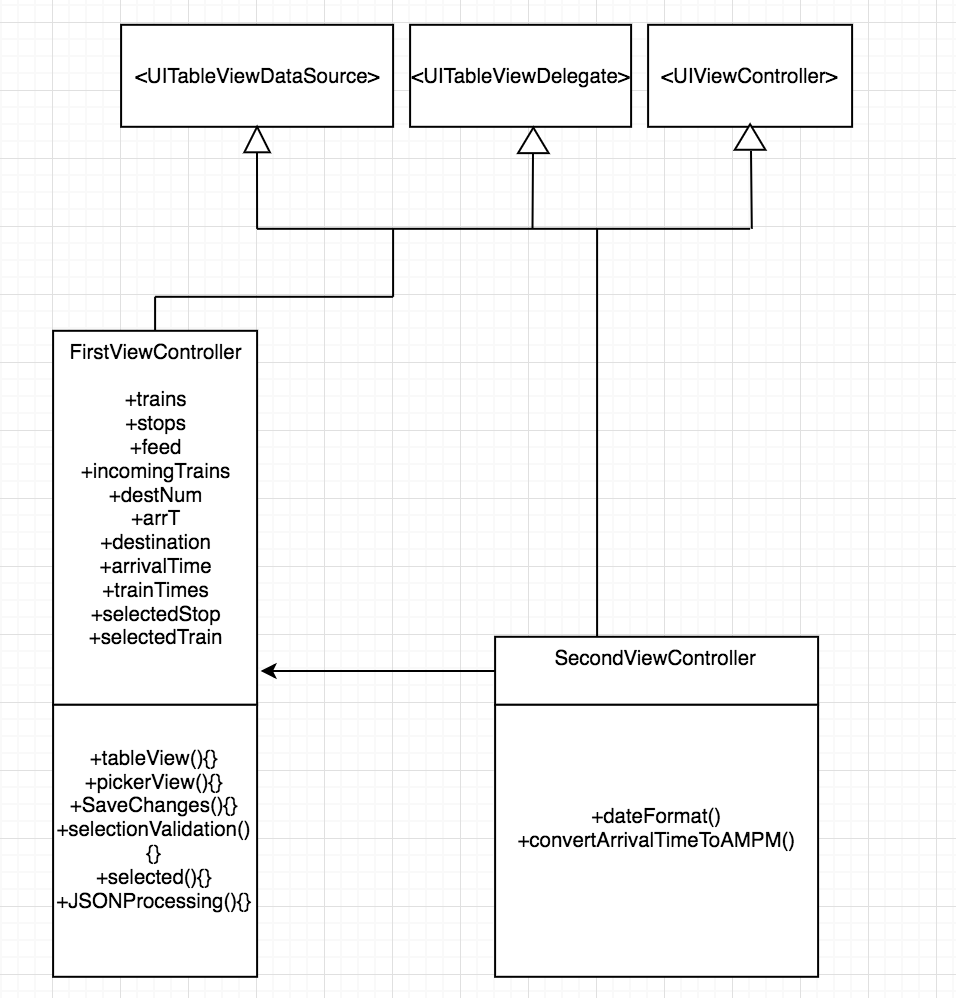 <UITableViewDataSource>
<UITableViewDelegate>
<UIViewController>
FirstViewController
+trains
+stops
+feed
+incomingTrains
+destNum
+arrT
+destination
+arrivalTime
+trainTimes
+selectedStop
+selectedTrain
+tableView(){}
+pickerView(){}
+SaveChanges(){}
+selectionValidation()
{}
+selected(){}
+JSONProcessing(){}
SecondViewController
+dateFormat()
+convertArrivalTimeToAMPM()